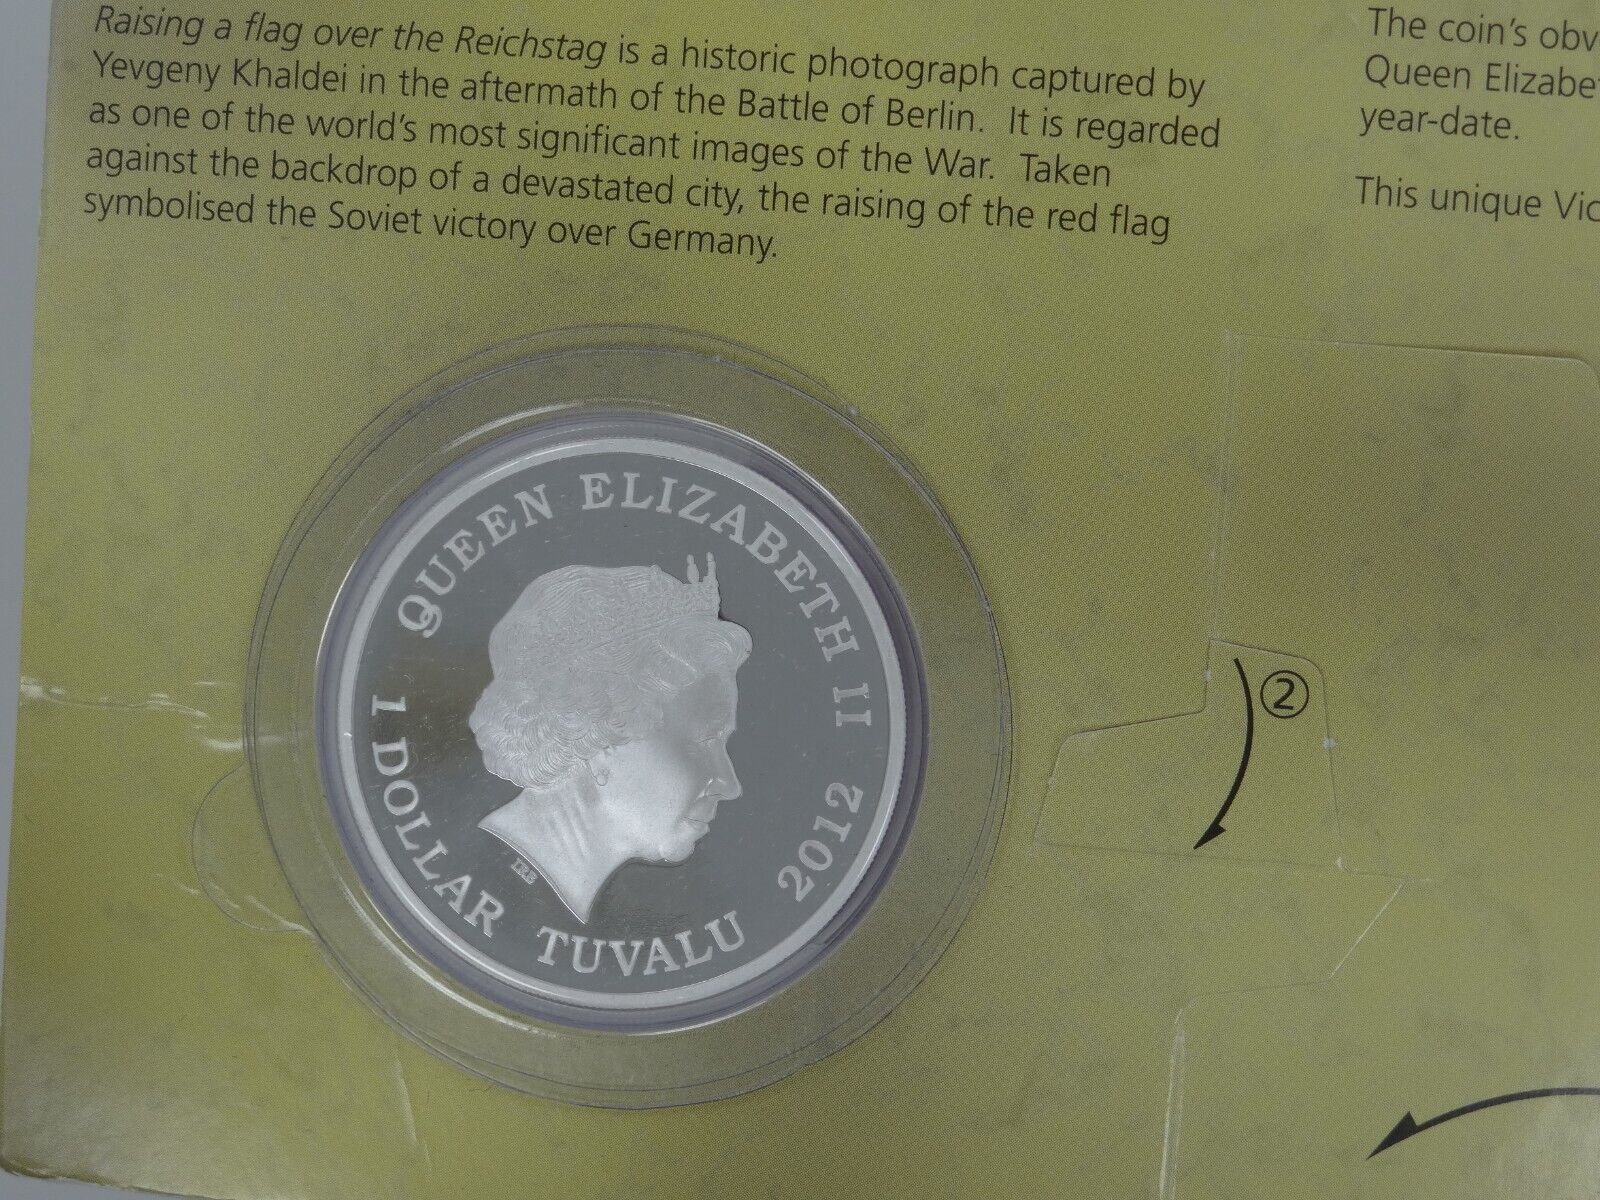 Raising a flag over the Reichstag is a historic photograph captured by
Yevgeny Khaldei in the aftermath of the Battle of Berlin. It is regarded
as one of the world's most significant images of the War. Taken
against the backdrop of a devastated city, the raising of the red flag
symbolised the Soviet victory over Germany.
The coin's obv
Queen Elizabe
year-date.
This unique Vic
QUEEN ELIZABETH II
1 DOLLAR TUVALU 2012
IRB
2